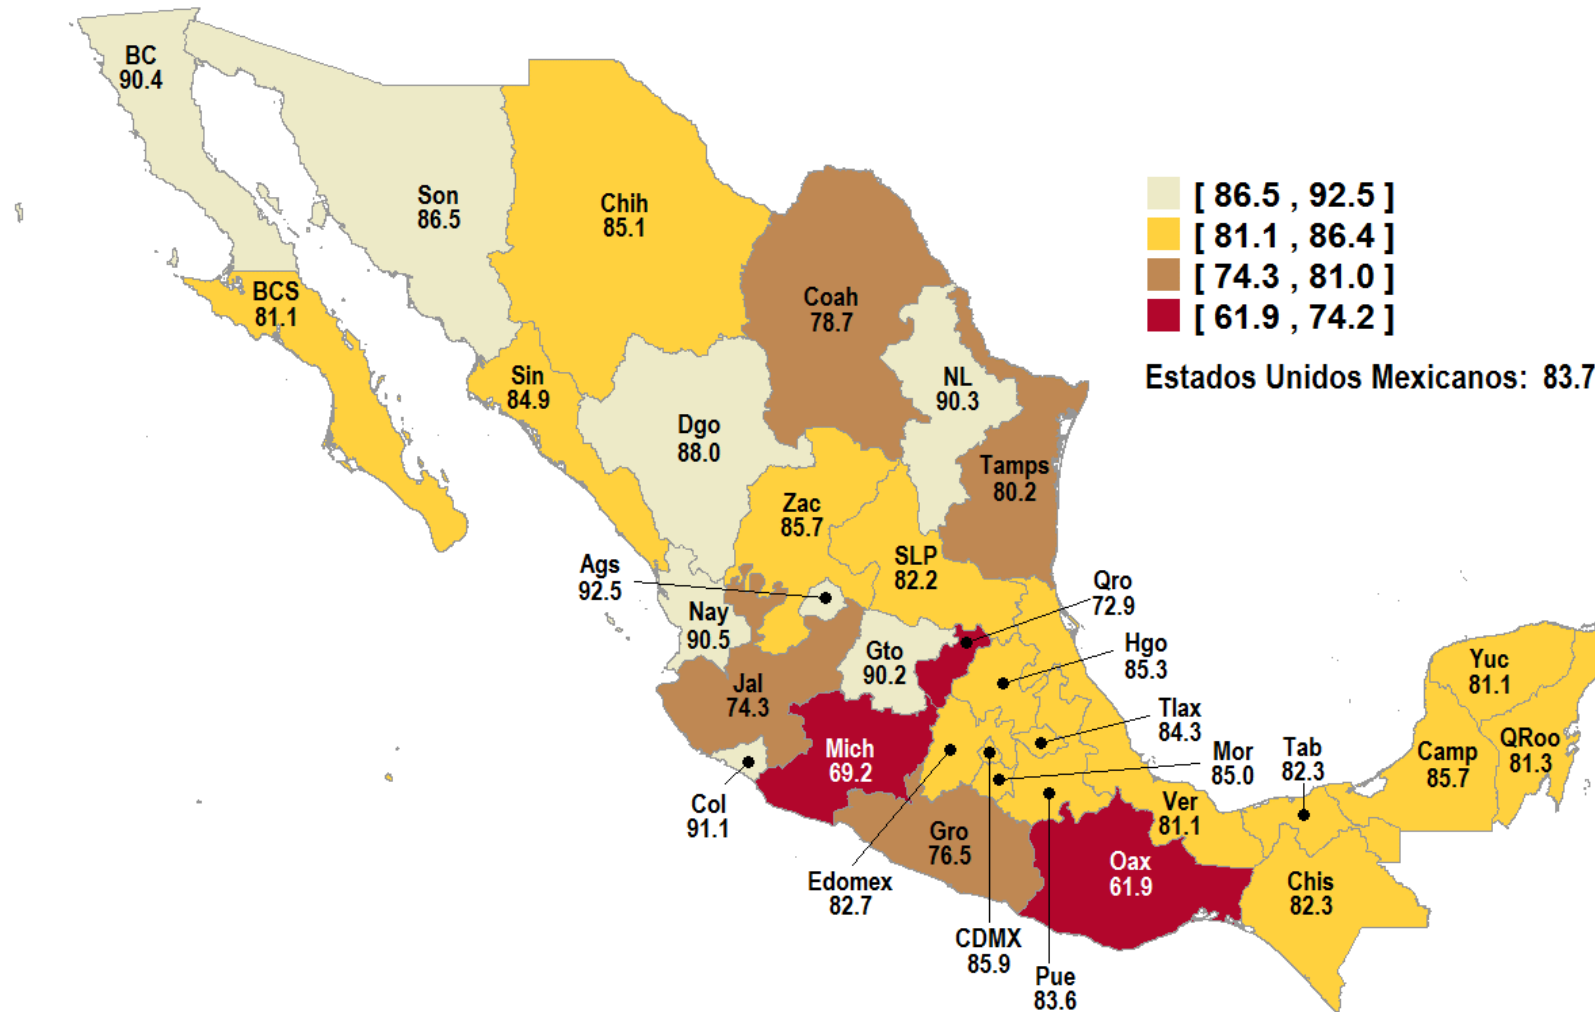 BC
90.4
Son
86.5
Chih
85.1
[ 86.5 , 92.5 ]
[ 81.1 , 86.4 ]
[ 74.3 , 81.0 ]
[ 61.9 , 74.2 ]
Estados Unidos Mexicanos: 83.7
BCS
81.1
Coah
78.7
Sin
84.9
NL
90.3
Dgo
88.0
Tamps
80.2
Zac
85.7
SLP
82.2
Ags
92.5
Qro
72.9
Nay
90.5
Gto
90.2
Hgo
85.3
Yuc
81.1
Jal
74.3
Tlax
84.3
Mich
69.2
Mor
85.0
Tab
82.3
Camp
85.7
QRoo
81.3
Col
91.1
Ver
81.1
Gro
76.5
Oax
61.9
Edomex
82.7
Chis
82.3
CDMX
85.9
Pue
83.6